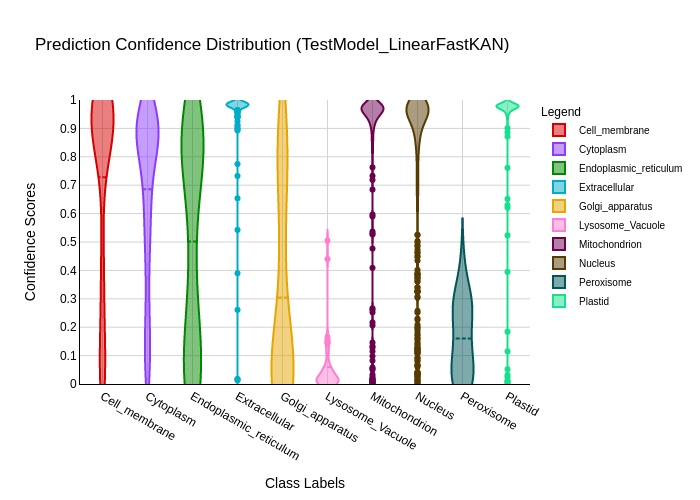 Prediction Confidence Distribution (TestModel_LinearFastKAN)
Legend
Cell_membrane
Cytoplasm
Endoplasmic_reticulum
Extracellular
Golgi_apparatus
Lysosome_Vacuole
Mitochondrion
Nucleus
Peroxisome
Plastid
Confidence Scores
1
0.9
0.8
0.7
0.6
0.5
0.4
0.3
0.2
0.1
0
Cell_membrane
Cytoplasm
Endoplasmic_reticulum
Extracellular
Golgi_apparatus
Lysosome_Vacuole
Mitochondrion
Nucleus
Peroxisome
Plastid
Class Labels